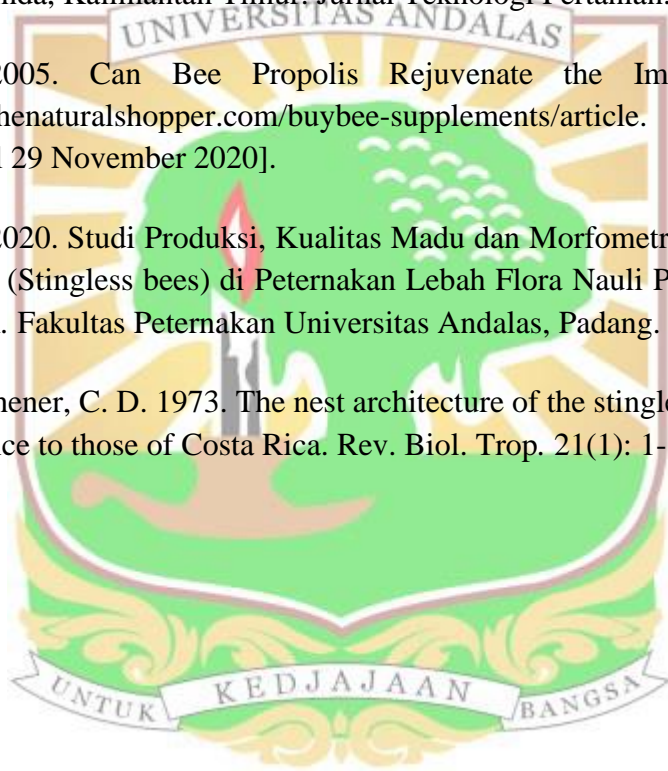 nda, Kalimantan Timur. Jurnal Teknologi Pertanian.
UNIVERSITAS ANDALAS
2005. Can Bee Propolis Rejuvenate the Im
henaturalshopper.com/buybee-supplements/article.
29 November 2020].
2020. Studi Produksi, Kualitas Madu dan Morfometr
(Stingless bees) di Peternakan Lebah Flora Nauli P
. Fakultas Peternakan Universitas Andalas, Padang.
hener, C. D. 1973. The nest architecture of the stingle
ce to those of Costa Rica. Rev. Biol. Trop. 21(1): 1-
UNTUK KEDJAJAAN BANGSA